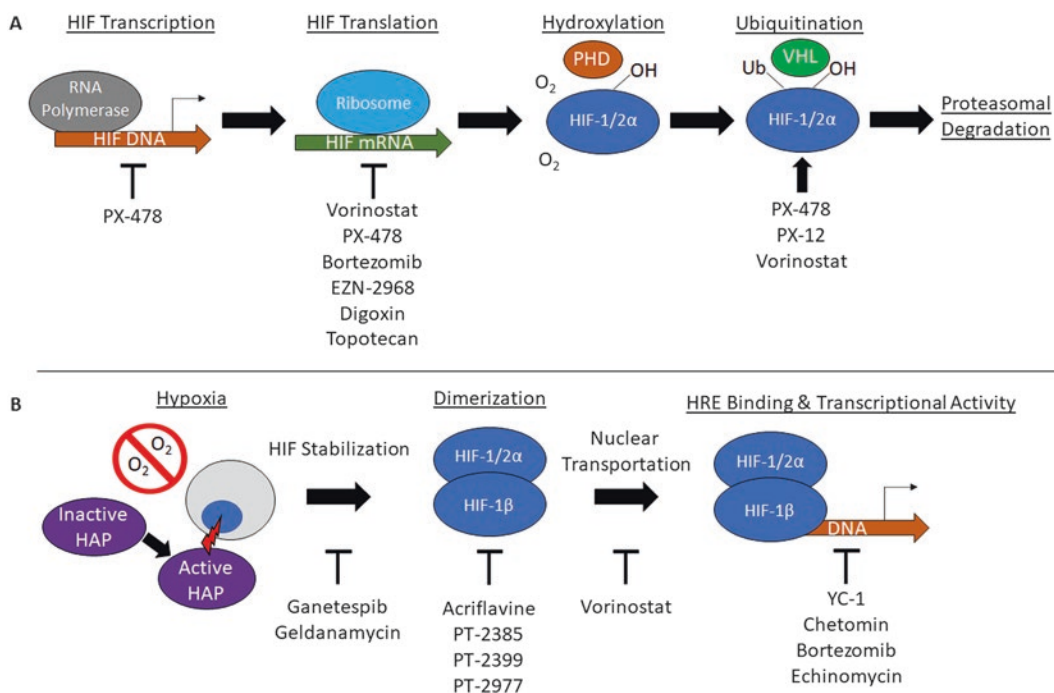 A
HIF Transcription
RNA
Polymerase
HIF DNA
PX-478
HIF Translation
Ribosome
HIF mRNA
Vorinostat
PX-478
Bortezomib
EZN-2968
Digoxin
Topotecan
Hydroxylation
PHD
O₂
OH
HIF-1/2α
O₂
Ubiquitination
VHL
Ub
OH
HIF-1/2α
PX-478
PX-12
Vorinostat
Proteasomal
Degradation
B
Hypoxia
O₂
O₂
Inactive
HAP
Active
HAP
HIF Stabilization
Ganetespib
Geldanamycin
Dimerization
HIF-1/2α
HIF-1β
Acriflavine
PT-2385
PT-2399
PT-2977
Nuclear
Transportation
Vorinostat
HRE Binding & Transcriptional Activity
HIF-1/2α
HIF-1β
DNA
YC-1
Chetomin
Bortezomib
Echinomycin